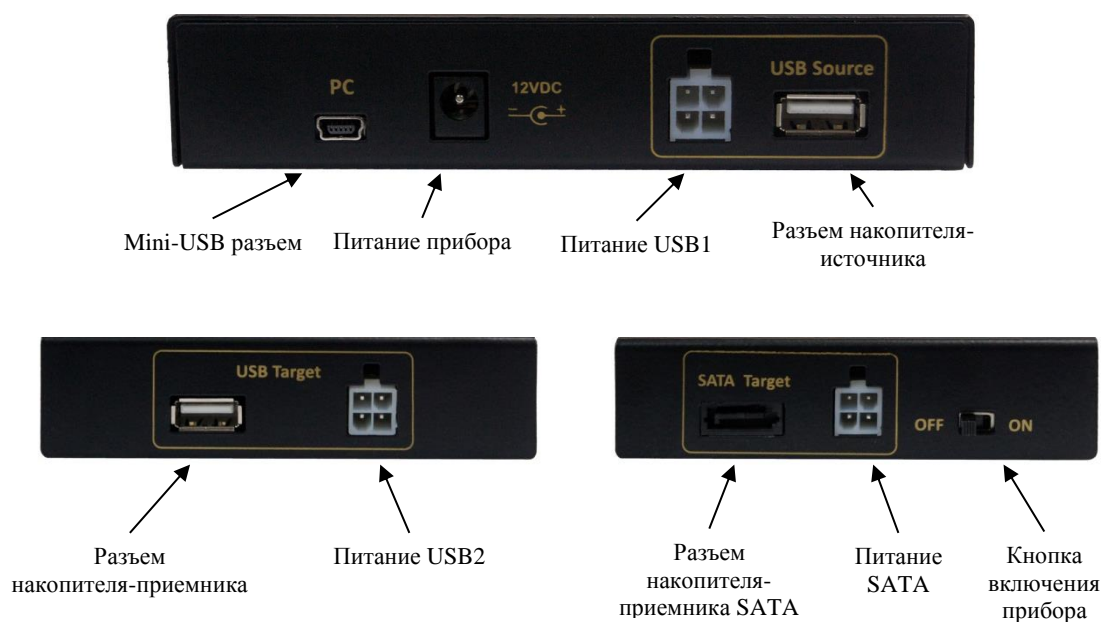 PC
12VDC
- +
USB Source
Mini-USB разъем
Питание прибора
Питание USB1
Разъем накопителя-
источника
USB Target
SATA Target
OFF
ON
Разъем
накопителя-приемника
Питание USB2
Разъем
накопителя-
приемника SATA
Питание
SATA
Кнопка
включения
прибора